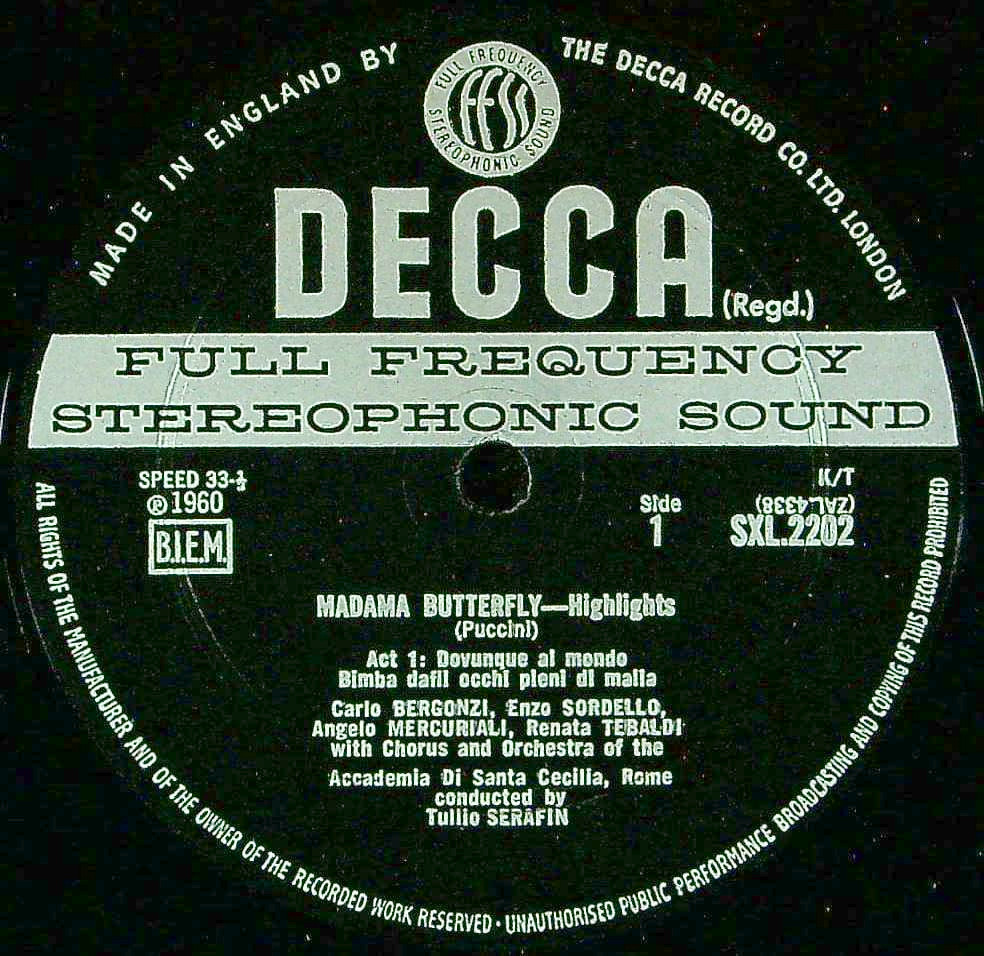 MADE IN ENGLAND BY
THE DECCA RECORD CO. LTD. LONDON
FULL FREQUENCY
ffss
STEREOPHONIC SOUND
DECCA
(Regd.)
FULL FREQUENCY
STEREOPHONIC SOUND
SPEED 33-⅓
℗1960
B.I.E.M.
K/T
(ZAL4338)
Side
1
SXL.2202
MADAMA BUTTERFLY—Highlights
(Puccini)
Act 1: Dovunque al mondo
Bimba dagli occhi pieni di malia
Carlo BERGONZI, Enzo SORDELLO,
Angelo MERCURIALI, Renata TEBALDI
with Chorus and Orchestra of the
Accademia Di Santa Cecilia, Rome
conducted by
Tullio SERAFIN
ALL RIGHTS OF THE MANUFACTURER AND OF THE OWNER OF THE RECORDED WORK RESERVED · UNAUTHORISED PUBLIC PERFORMANCE BROADCASTING AND COPYING OF THIS RECORD PROHIBITED